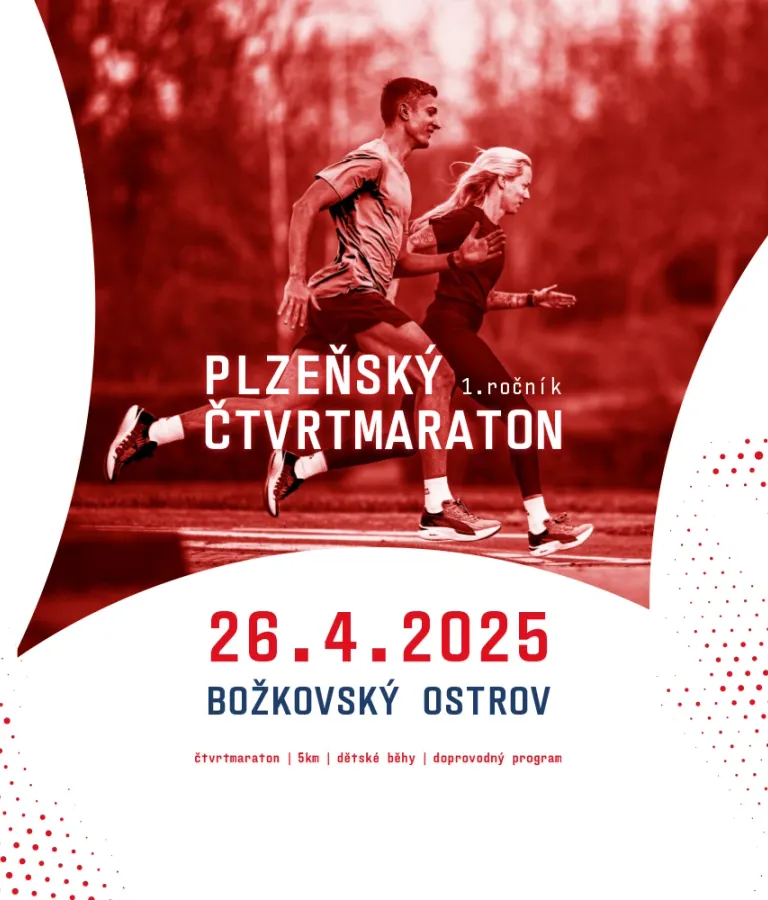 PLZEŇSKÝ 1.ročník
ČTVRTMARATON
26.4.2025
BOŽKOVSKÝ OSTROV
čtvrtmaraton | 5km | dětské běhy | doprovodný program